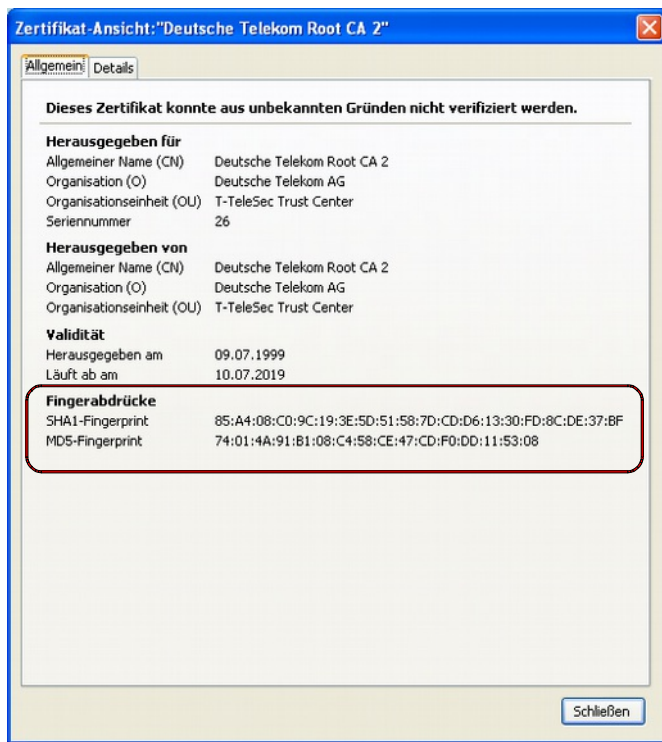 Zertifikat-Ansicht:"Deutsche Telekom Root CA 2"
Allgemein Details
Dieses Zertifikat konnte aus unbekannten Gründen nicht verifiziert werden.
Herausgegeben für
Allgemeiner Name (CN) Deutsche Telekom Root CA 2
Organisation (O) Deutsche Telekom AG
Organisationseinheit (OU) T-TeleSec Trust Center
Seriennummer 26
Herausgegeben von
Allgemeiner Name (CN) Deutsche Telekom Root CA 2
Organisation (O) Deutsche Telekom AG
Organisationseinheit (OU) T-TeleSec Trust Center
Validität
Herausgegeben am 09.07.1999
Läuft ab am 10.07.2019
Fingerabdrücke
SHA1-Fingerprint 85:A4:08:C0:9C:19:3E:5D:51:58:7D:CD:D6:13:30:FD:8C:DE:37:BF
MD5-Fingerprint 74:01:4A:91:B1:08:C4:58:CE:47:CD:F0:DD:11:53:08
Schließen